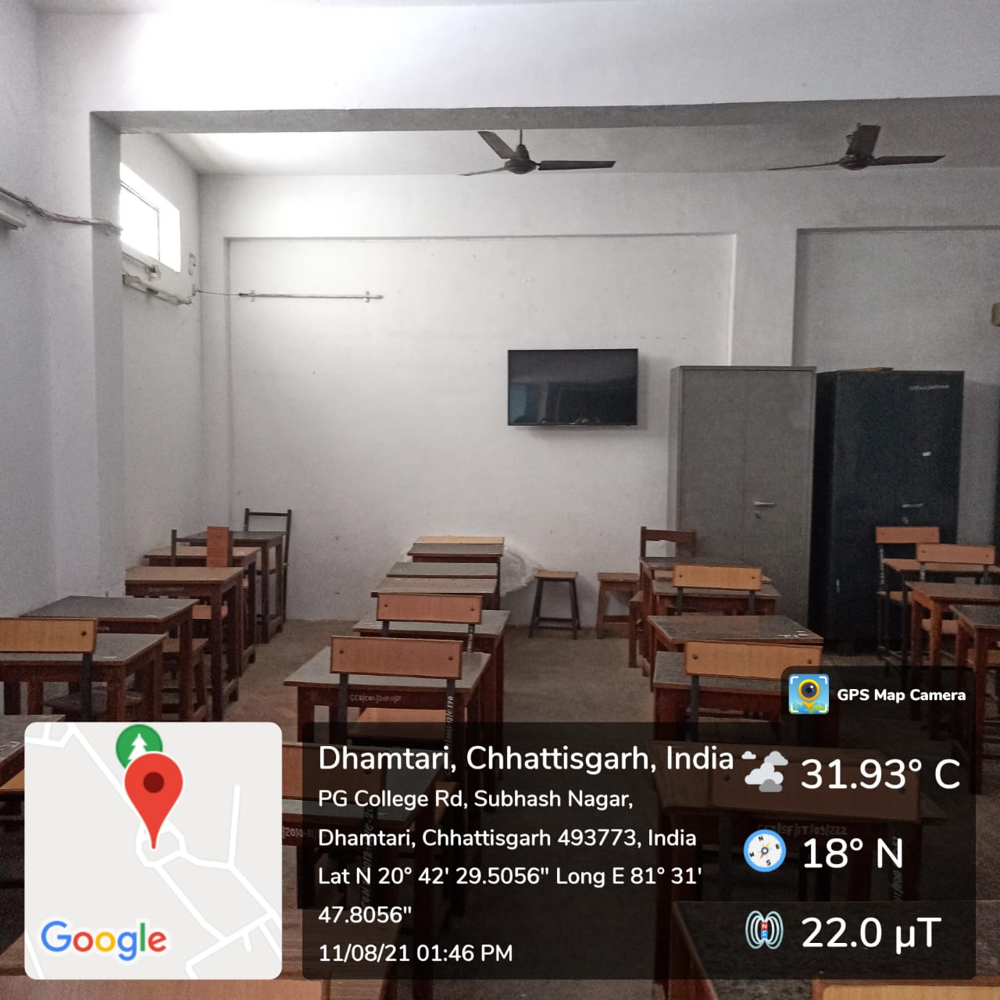 GPS Map Camera
Dhamtari, Chhattisgarh, India
PG College Rd, Subhash Nagar,
Dhamtari, Chhattisgarh 493773, India
Lat N 20° 42' 29.5056" Long E 81° 31'
47.8056"
11/08/21 01:46 PM
31.93° C
18° N
22.0 µT
Google